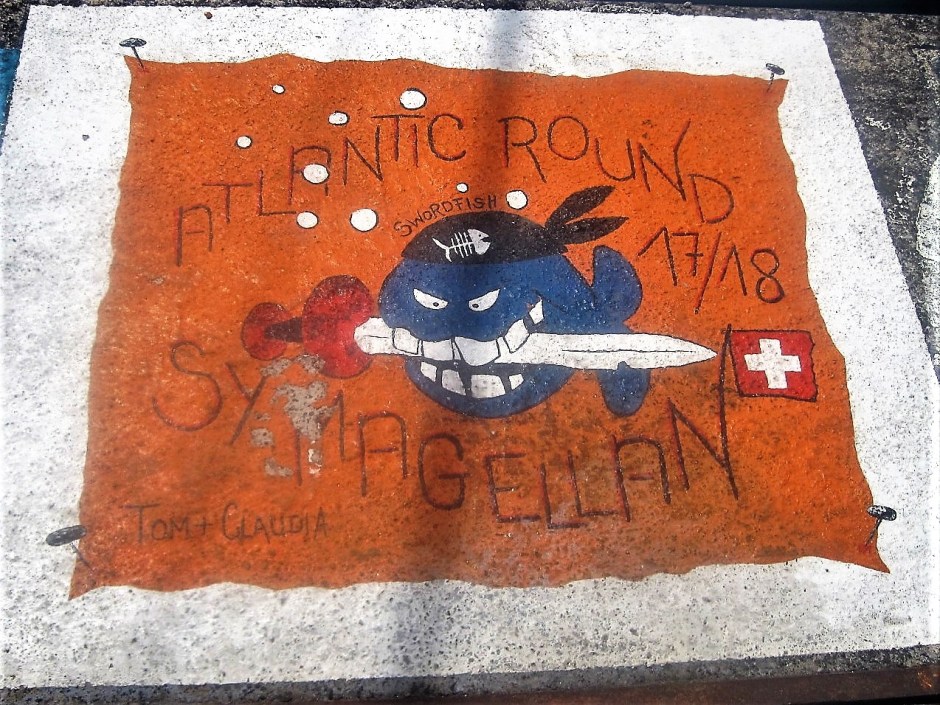 ATLANTIC ROUND
17/18
SWORDFISH
SY MAGELLAN
TOM + CLAUDIA